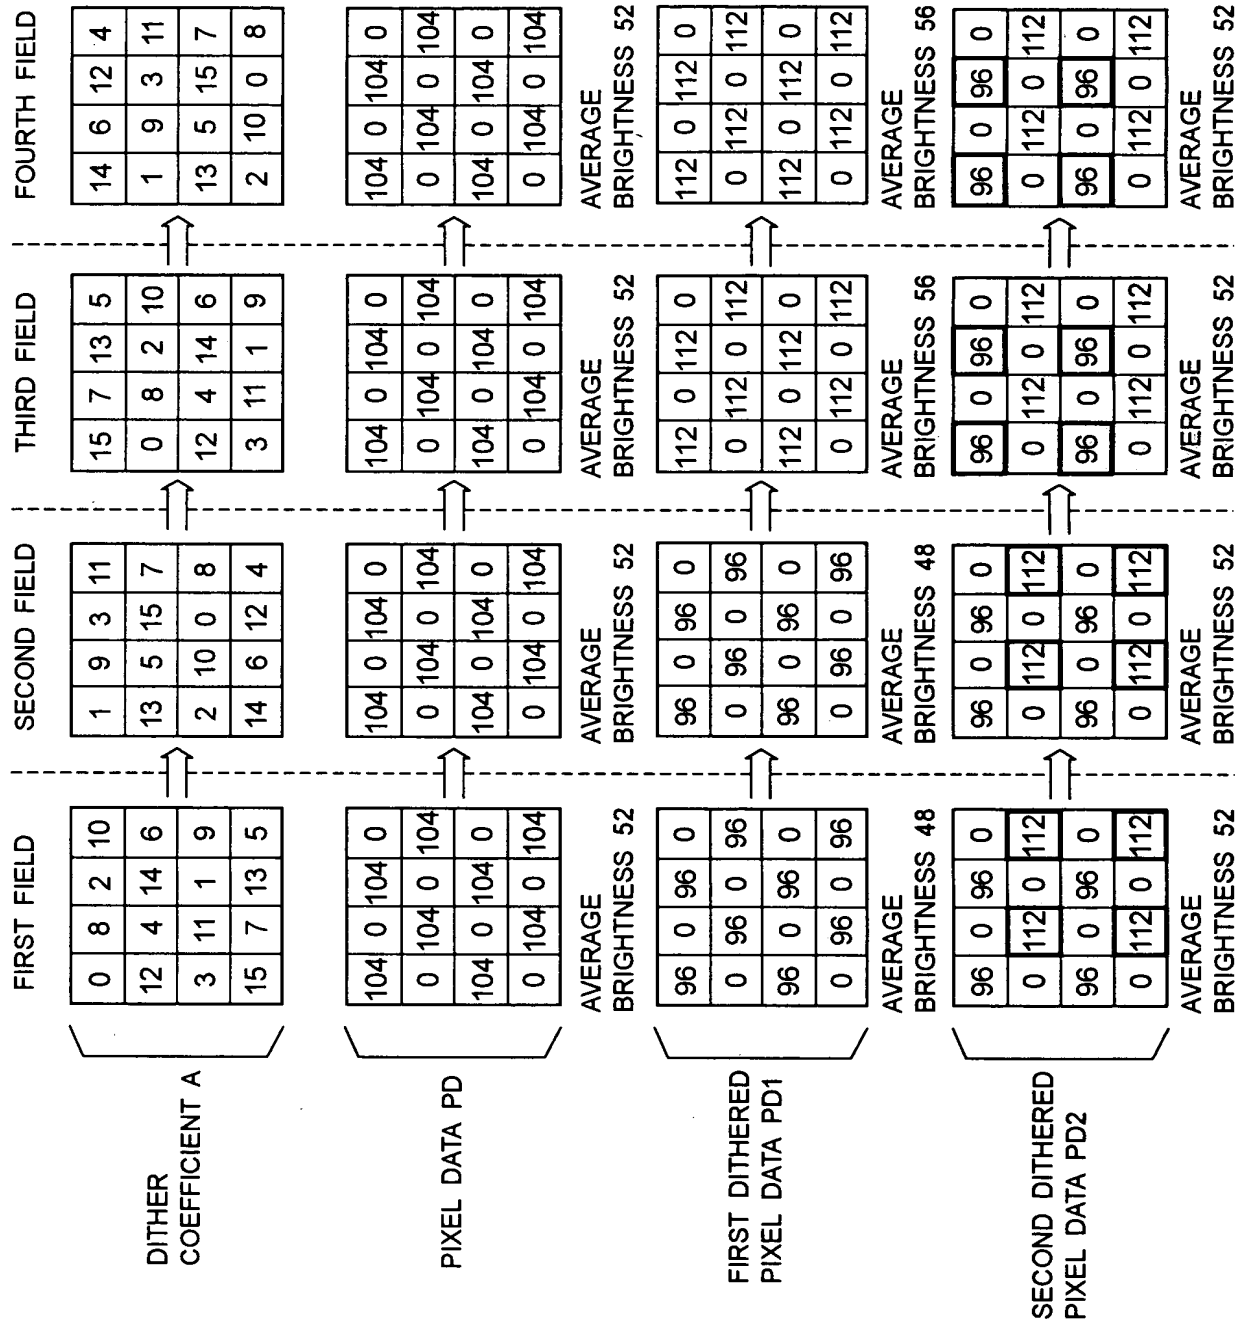 FIRST FIELD SECOND FIELD THIRD FIELD FOURTH FIELD
DITHER
COEFFICIENT A
0 8 2 10 1 9 3 11 15 7 13 5 14 6 12 4
12 4 14 6 13 5 15 7 0 8 2 10 1 9 3 11
3 11 1 9 2 10 0 8 12 4 14 6 13 5 15 7
15 7 13 5 14 6 12 4 3 11 1 9 2 10 0 8
PIXEL DATA PD
104 0 104 0 104 0 104 0 104 0 104 0 104 0 104 0
0 104 0 104 0 104 0 104 0 104 0 104 0 104 0 104
104 0 104 0 104 0 104 0 104 0 104 0 104 0 104 0
0 104 0 104 0 104 0 104 0 104 0 104 0 104 0 104
AVERAGE AVERAGE AVERAGE AVERAGE
BRIGHTNESS 52 BRIGHTNESS 52 BRIGHTNESS 52 BRIGHTNESS 52
FIRST DITHERED
PIXEL DATA PD1
96 0 96 0 96 0 96 0 112 0 112 0 112 0 112 0
0 96 0 96 0 96 0 96 0 112 0 112 0 112 0 112
96 0 96 0 96 0 96 0 112 0 112 0 112 0 112 0
0 96 0 96 0 96 0 96 0 112 0 112 0 112 0 112
AVERAGE AVERAGE AVERAGE AVERAGE
BRIGHTNESS 48 BRIGHTNESS 48 BRIGHTNESS 56 BRIGHTNESS 56
SECOND DITHERED
PIXEL DATA PD2
96 0 96 0 96 0 96 0 96 0 96 0 96 0 96 0
0 112 0 112 0 112 0 112 0 112 0 112 0 112 0 112
96 0 96 0 96 0 96 0 96 0 96 0 96 0 96 0
0 112 0 112 0 112 0 112 0 112 0 112 0 112 0 112
AVERAGE AVERAGE AVERAGE AVERAGE
BRIGHTNESS 52 BRIGHTNESS 52 BRIGHTNESS 52 BRIGHTNESS 52